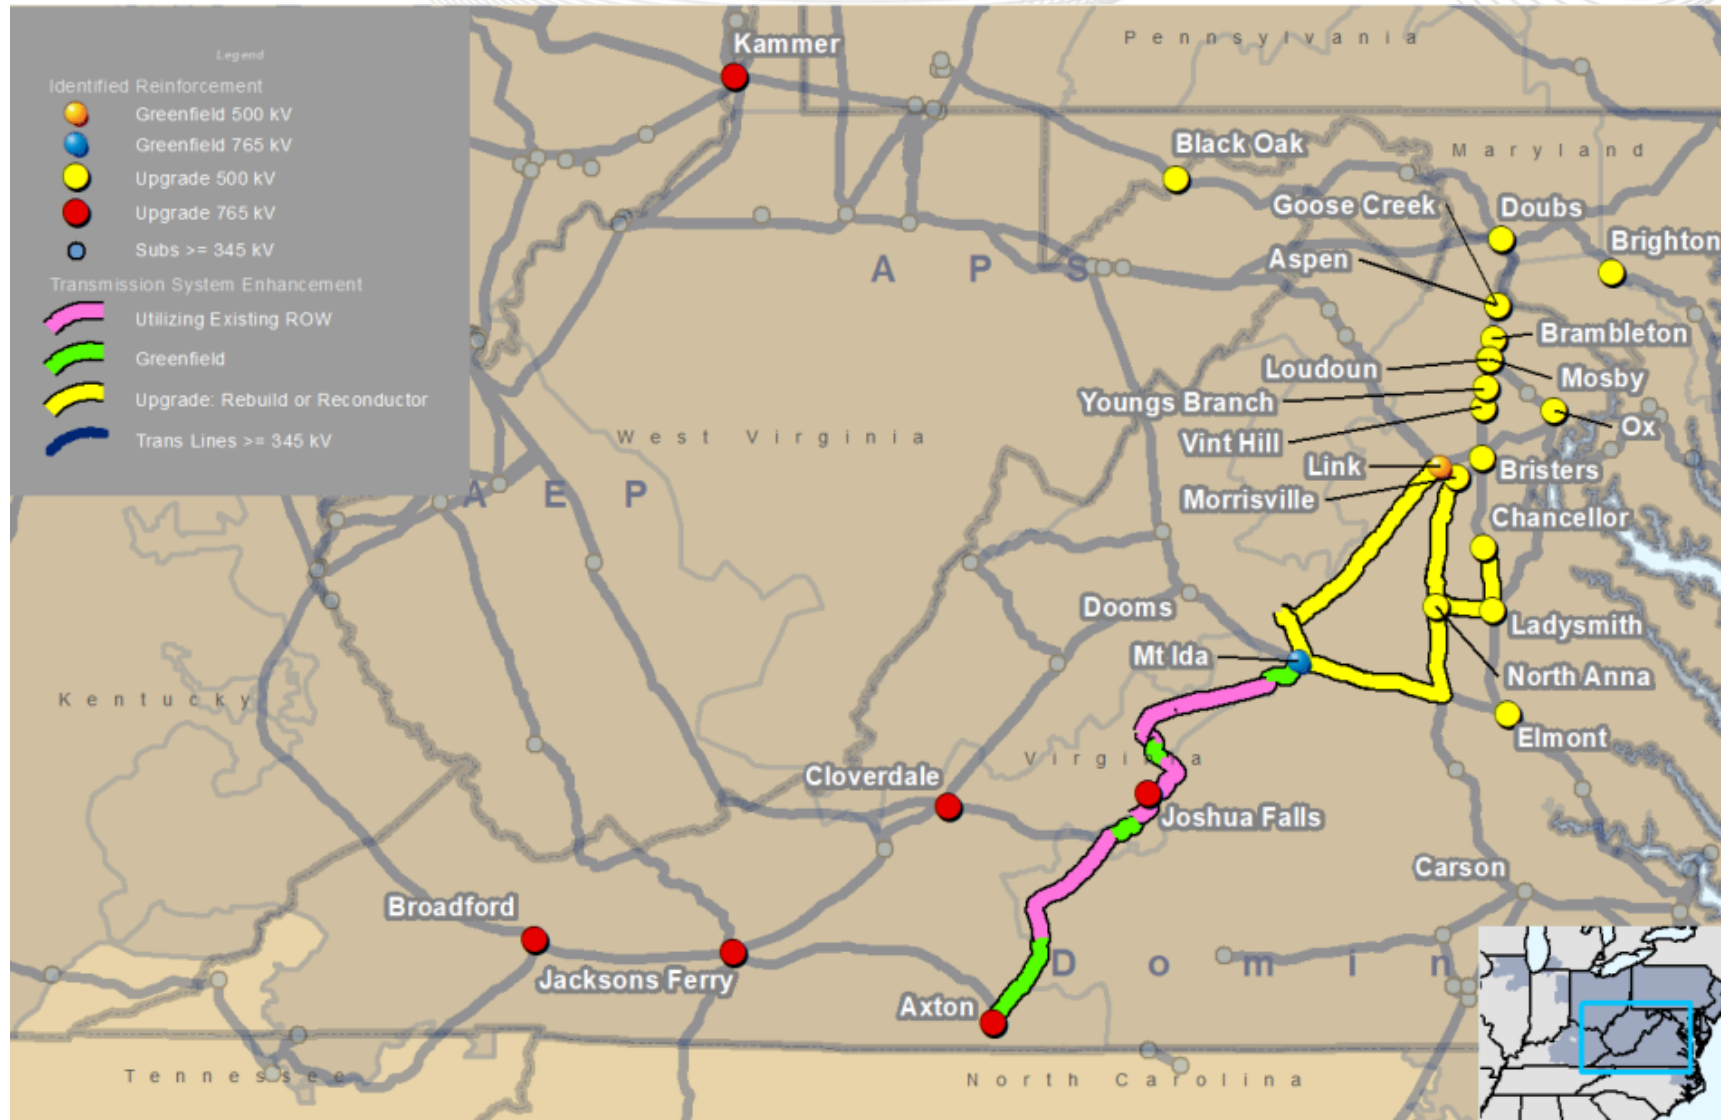 Legend
Identified Reinforcement
Greenfield 500 kV
Greenfield 765 kV
Upgrade 500 kV
Upgrade 765 kV
Subs >= 345 kV
Transmission System Enhancement
Utilizing Existing ROW
Greenfield
Upgrade: Rebuild or Reconductor
Trans Lines >= 345 kV
Kammer
Pennsylvania
Black Oak
Maryland
Goose Creek
Doubs
Brighton
Aspen
APS
Brambleton
Loudoun
Mosby
Youngs Branch
Ox
West Virginia
Vint Hill
Link
Bristers
AEP
Morrisville
Chancellor
Dooms
Ladysmith
Mt Ida
North Anna
Kentucky
Elmont
Virginia
Cloverdale
Joshua Falls
Carson
Broadford
Domin
Jacksons Ferry
Axton
Tennessee
North Carolina